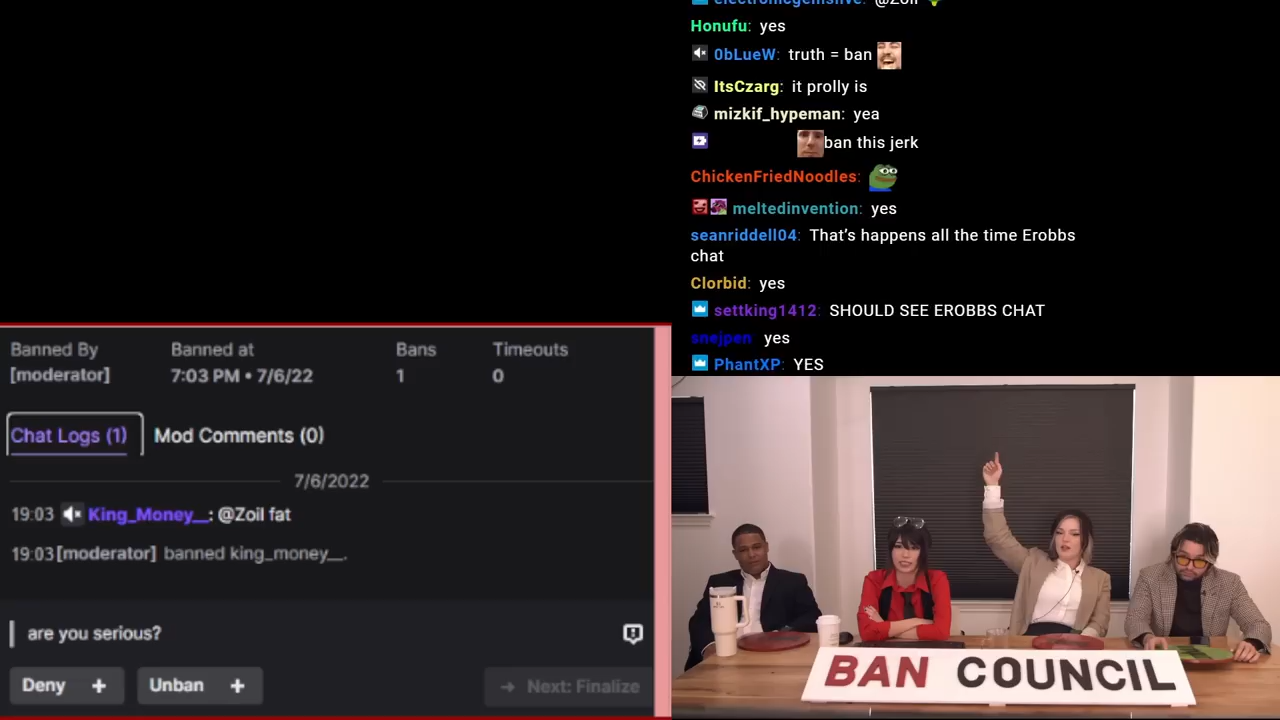 Honufu: yes
0bLueW: truth = ban
ItsCzarg: it prolly is
mizkif_hypeman: yea
ban this jerk
ChickenFriedNoodles:
meltedinvention: yes
seanriddell04: That's happens all the time Erobbs
chat
Clorbid: yes
settking1412: SHOULD SEE EROBBS CHAT
snejpen yes
PhantXP: YES
Banned By
[moderator]
Banned at
7:03 PM • 7/6/22
Bans
1
Timeouts
0
Chat Logs (1) Mod Comments (0)
7/6/2022
19:03 King_Money__: @Zoil fat
19:03 [moderator] banned king_money__.
are you serious?
Deny + Unban + → Next: Finalize
BAN COUNCIL